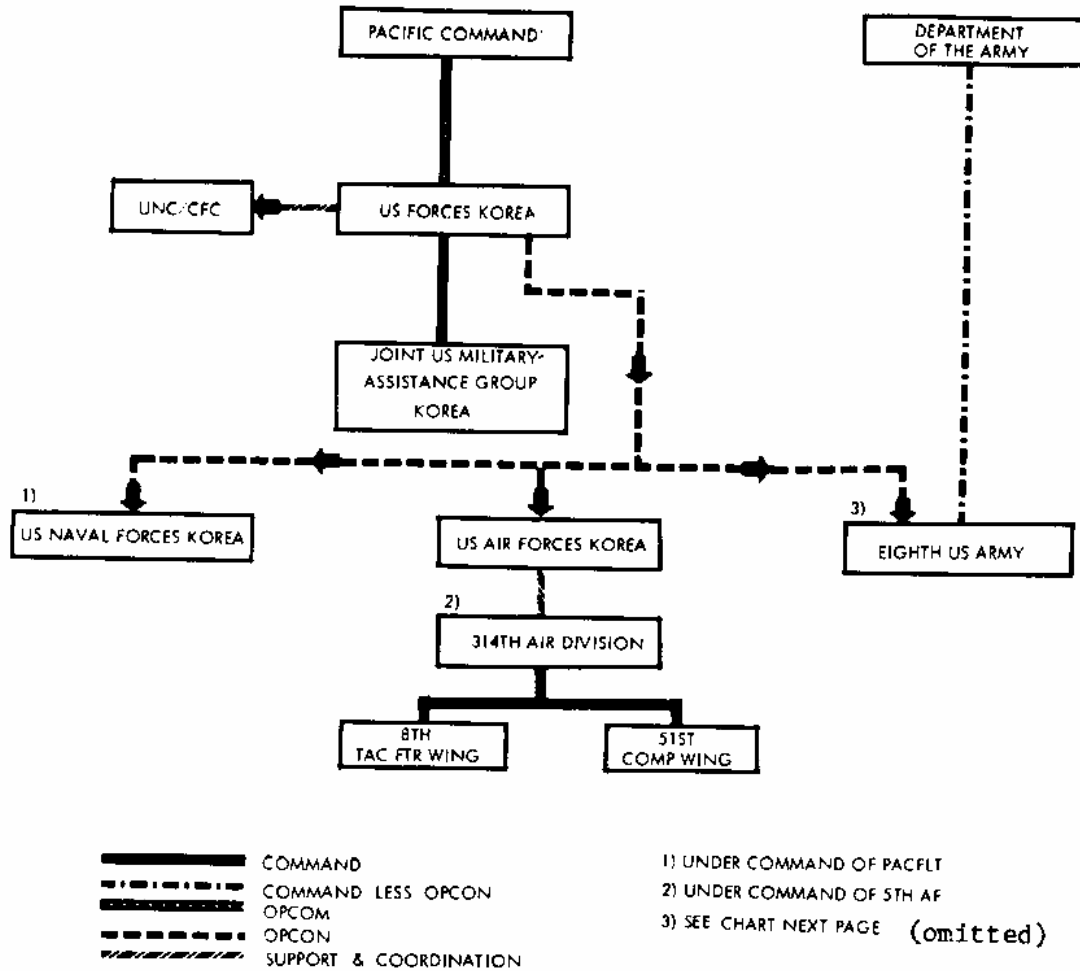 PACIFIC COMMAND
DEPARTMENT
OF THE ARMY
UNC/CFC
US FORCES KOREA
JOINT US MILITARY-
ASSISTANCE GROUP
KOREA
1)
US NAVAL FORCES KOREA
US AIR FORCES KOREA
3)
EIGHTH US ARMY
2)
314TH AIR DIVISION
8TH
TAC FTR WING
51ST
COMP WING
COMMAND
COMMAND LESS OPCON
OPCOM
OPCON
SUPPORT & COORDINATION
1) UNDER COMMAND OF PACFLT
2) UNDER COMMAND OF 5TH AF
3) SEE CHART NEXT PAGE (omitted)